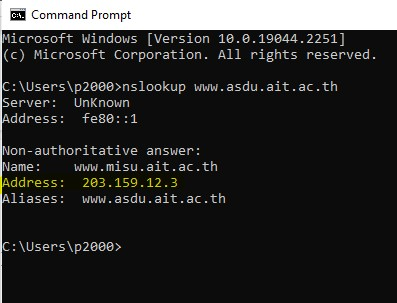 Command Prompt
Microsoft Windows [Version 10.0.19044.2251]
(c) Microsoft Corporation. All rights reserved.
C:\Users\p2000>nslookup www.asdu.ait.ac.th
Server:  UnKnown
Address:  fe80::1
Non-authoritative answer:
Name:    www.misu.ait.ac.th
Address:  203.159.12.3
Aliases:  www.asdu.ait.ac.th
C:\Users\p2000>